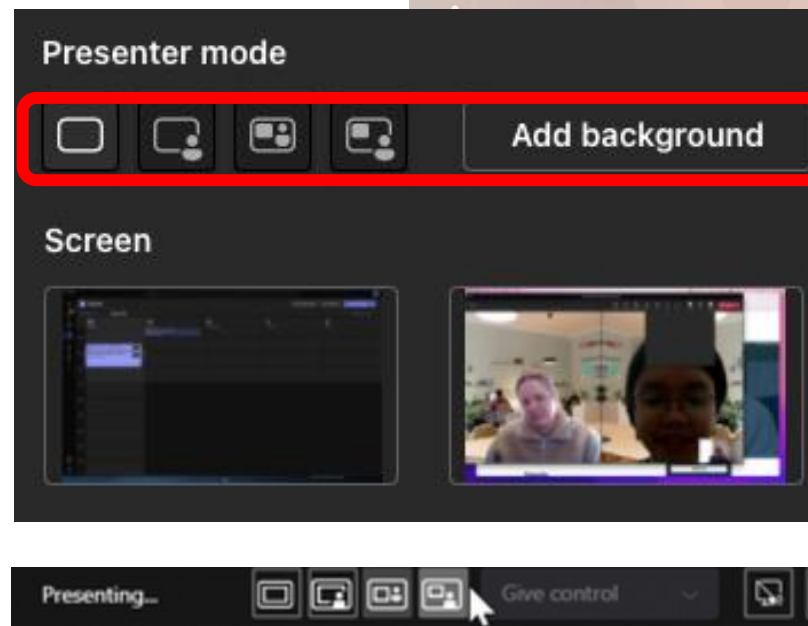 Presenter mode
Add background
Screen
Presenting...
Give control